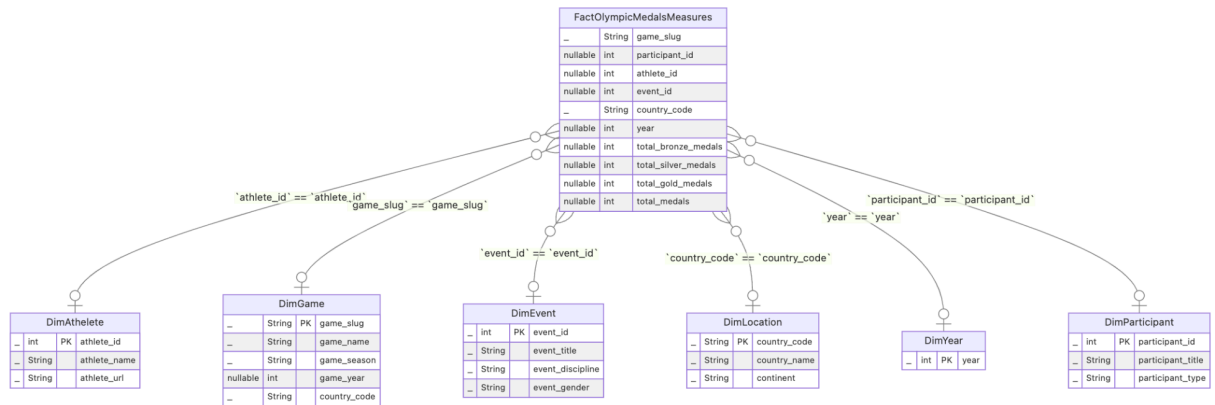 FactOlympicMedalsMeasures
_ String game_slug
nullable int participant_id
nullable int athlete_id
nullable int event_id
_ String country_code
nullable int year
nullable int total_bronze_medals
nullable int total_silver_medals
nullable int total_gold_medals
nullable int total_medals
`athlete_id` == `athlete_id`
`game_slug` == `game_slug`
`event_id` == `event_id`
`country_code` == `country_code`
`year` == `year`
`participant_id` == `participant_id`
DimAthelete
_ int PK athlete_id
_ String athlete_name
_ String athlete_url
DimGame
_ String PK game_slug
_ String game_name
_ String game_season
nullable int game_year
_ String country_code
DimEvent
_ int PK event_id
_ String event_title
_ String event_discipline
_ String event_gender
DimLocation
_ String PK country_code
_ String country_name
_ String continent
DimYear
_ int PK year
DimParticipant
_ int PK participant_id
_ String participant_title
_ String participant_type